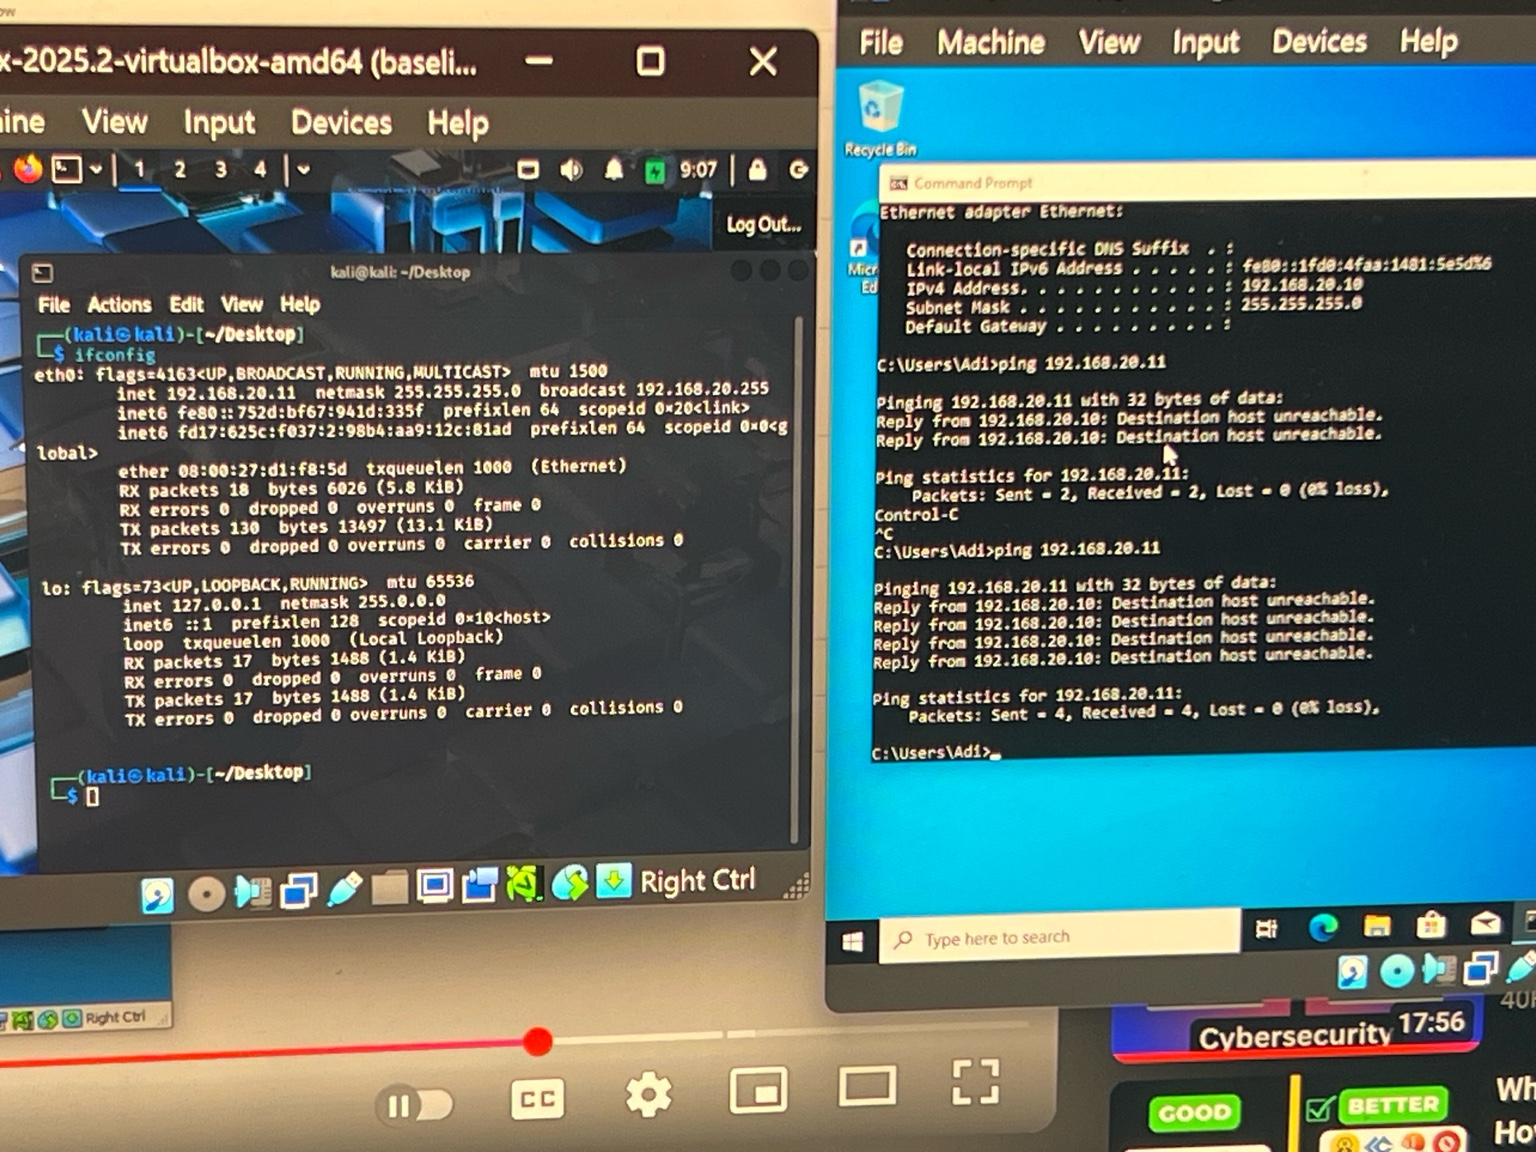 ow
x-2025.2-virtualbox-amd64 (baseli...
ine View Input Devices Help
1 2 3 4 9:07
Log Out...
kali@kali: ~/Desktop
File Actions Edit View Help
┌──(kali㉿kali)-[~/Desktop]
└─$ ifconfig
eth0: flags=4163<UP,BROADCAST,RUNNING,MULTICAST> mtu 1500
inet 192.168.20.11 netmask 255.255.255.0 broadcast 192.168.20.255
inet6 fe80::752d:bf67:941d:335f prefixlen 64 scopeid 0×20<link>
inet6 fd17:625c:f037:2:98b4:aa9:12c:81ad prefixlen 64 scopeid 0×0<g
lobal>
ether 08:00:27:d1:f8:5d txqueuelen 1000 (Ethernet)
RX packets 18 bytes 6026 (5.8 KiB)
RX errors 0 dropped 0 overruns 0 frame 0
TX packets 130 bytes 13497 (13.1 KiB)
TX errors 0 dropped 0 overruns 0 carrier 0 collisions 0
lo: flags=73<UP,LOOPBACK,RUNNING> mtu 65536
inet 127.0.0.1 netmask 255.0.0.0
inet6 ::1 prefixlen 128 scopeid 0×10<host>
loop txqueuelen 1000 (Local Loopback)
RX packets 17 bytes 1488 (1.4 KiB)
RX errors 0 dropped 0 overruns 0 frame 0
TX packets 17 bytes 1488 (1.4 KiB)
TX errors 0 dropped 0 overruns 0 carrier 0 collisions 0
┌──(kali㉿kali)-[~/Desktop]
└─$
Right Ctrl
Right Ctrl
CC
File Machine View Input Devices Help
Recycle Bin
Micr
Ed
Command Prompt
Ethernet adapter Ethernet:
Connection-specific DNS Suffix . :
Link-local IPv6 Address . . . . . : fe80::1fd0:4faa:1481:5e5d%6
IPv4 Address. . . . . . . . . . . : 192.168.20.10
Subnet Mask . . . . . . . . . . . : 255.255.255.0
Default Gateway . . . . . . . . . :
C:\Users\Adi>ping 192.168.20.11
Pinging 192.168.20.11 with 32 bytes of data:
Reply from 192.168.20.10: Destination host unreachable.
Reply from 192.168.20.10: Destination host unreachable.
Ping statistics for 192.168.20.11:
Packets: Sent = 2, Received = 2, Lost = 0 (0% loss),
Control-C
^C
C:\Users\Adi>ping 192.168.20.11
Pinging 192.168.20.11 with 32 bytes of data:
Reply from 192.168.20.10: Destination host unreachable.
Reply from 192.168.20.10: Destination host unreachable.
Reply from 192.168.20.10: Destination host unreachable.
Reply from 192.168.20.10: Destination host unreachable.
Ping statistics for 192.168.20.11:
Packets: Sent = 4, Received = 4, Lost = 0 (0% loss),
C:\Users\Adi>_
Type here to search
Cybersecurity 17:56
GOOD
BETTER
Wh
Ho